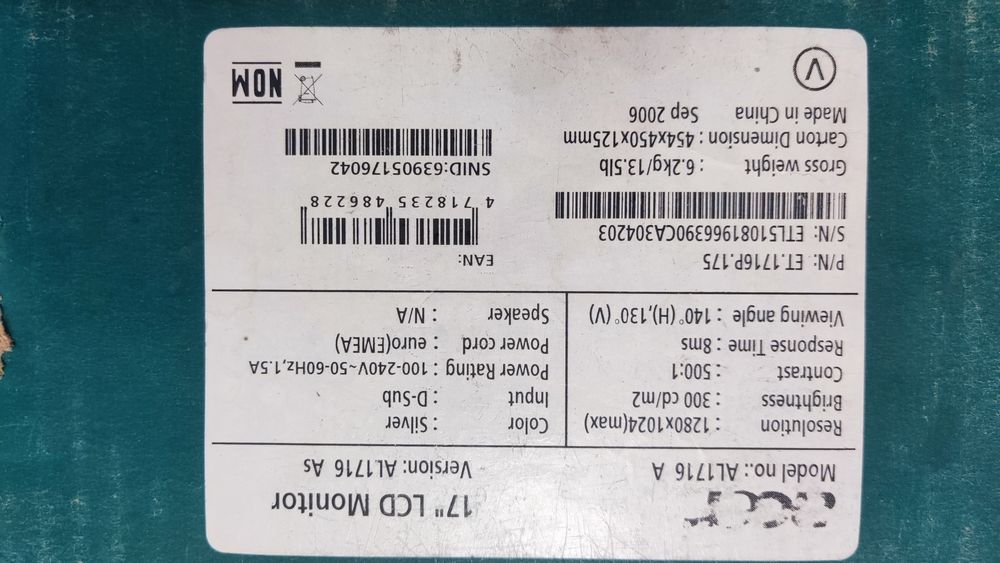 acer 17" LCD Monitor
Model no.: AL1716 A Version: AL1716 As
Resolution : 1280x1024(max)
Brightness : 300 cd/m2
Contrast : 500:1
Response Time : 8ms
Viewing angle : 140° (H),130° (V)
Color : Silver
Input : D-Sub
Power Rating : 100-240V~50-60Hz,1.5A
Power cord : euro(EMEA)
Speaker : N/A
P/N: ET.1716P.175
S/N: ETL51081966390CA304203
Gross weight : 6.2kg/13.5lb
Carton Dimension : 454x450x125mm
Made in China Sep 2006
V
EAN:
4 718235 486228
SNID:63905176042
NOM